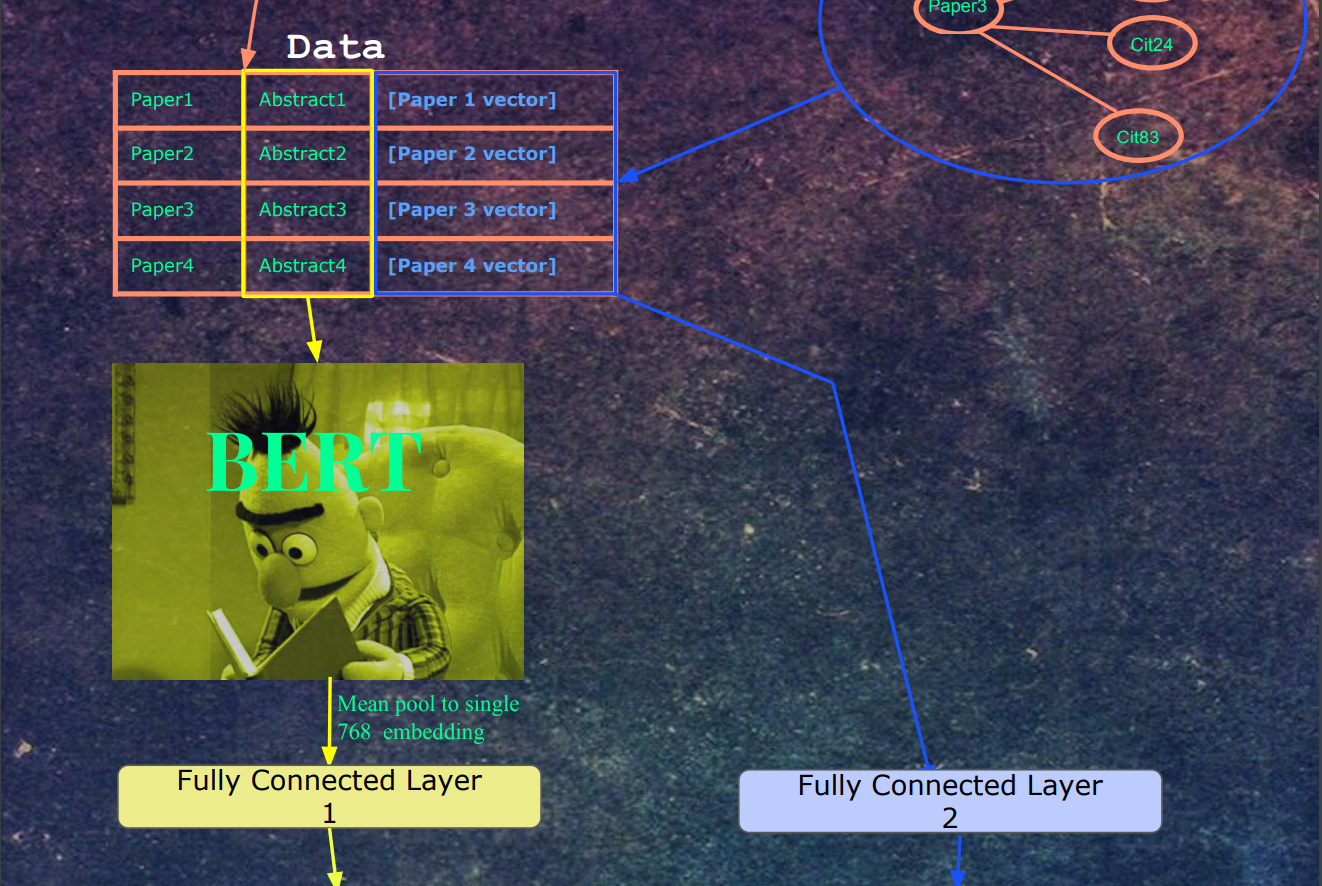 Paper3
Cit24
Cit83
Data
Paper1 Abstract1 [Paper 1 vector]
Paper2 Abstract2 [Paper 2 vector]
Paper3 Abstract3 [Paper 3 vector]
Paper4 Abstract4 [Paper 4 vector]
BERT
Mean pool to single
768 embedding
Fully Connected Layer
1
Fully Connected Layer
2